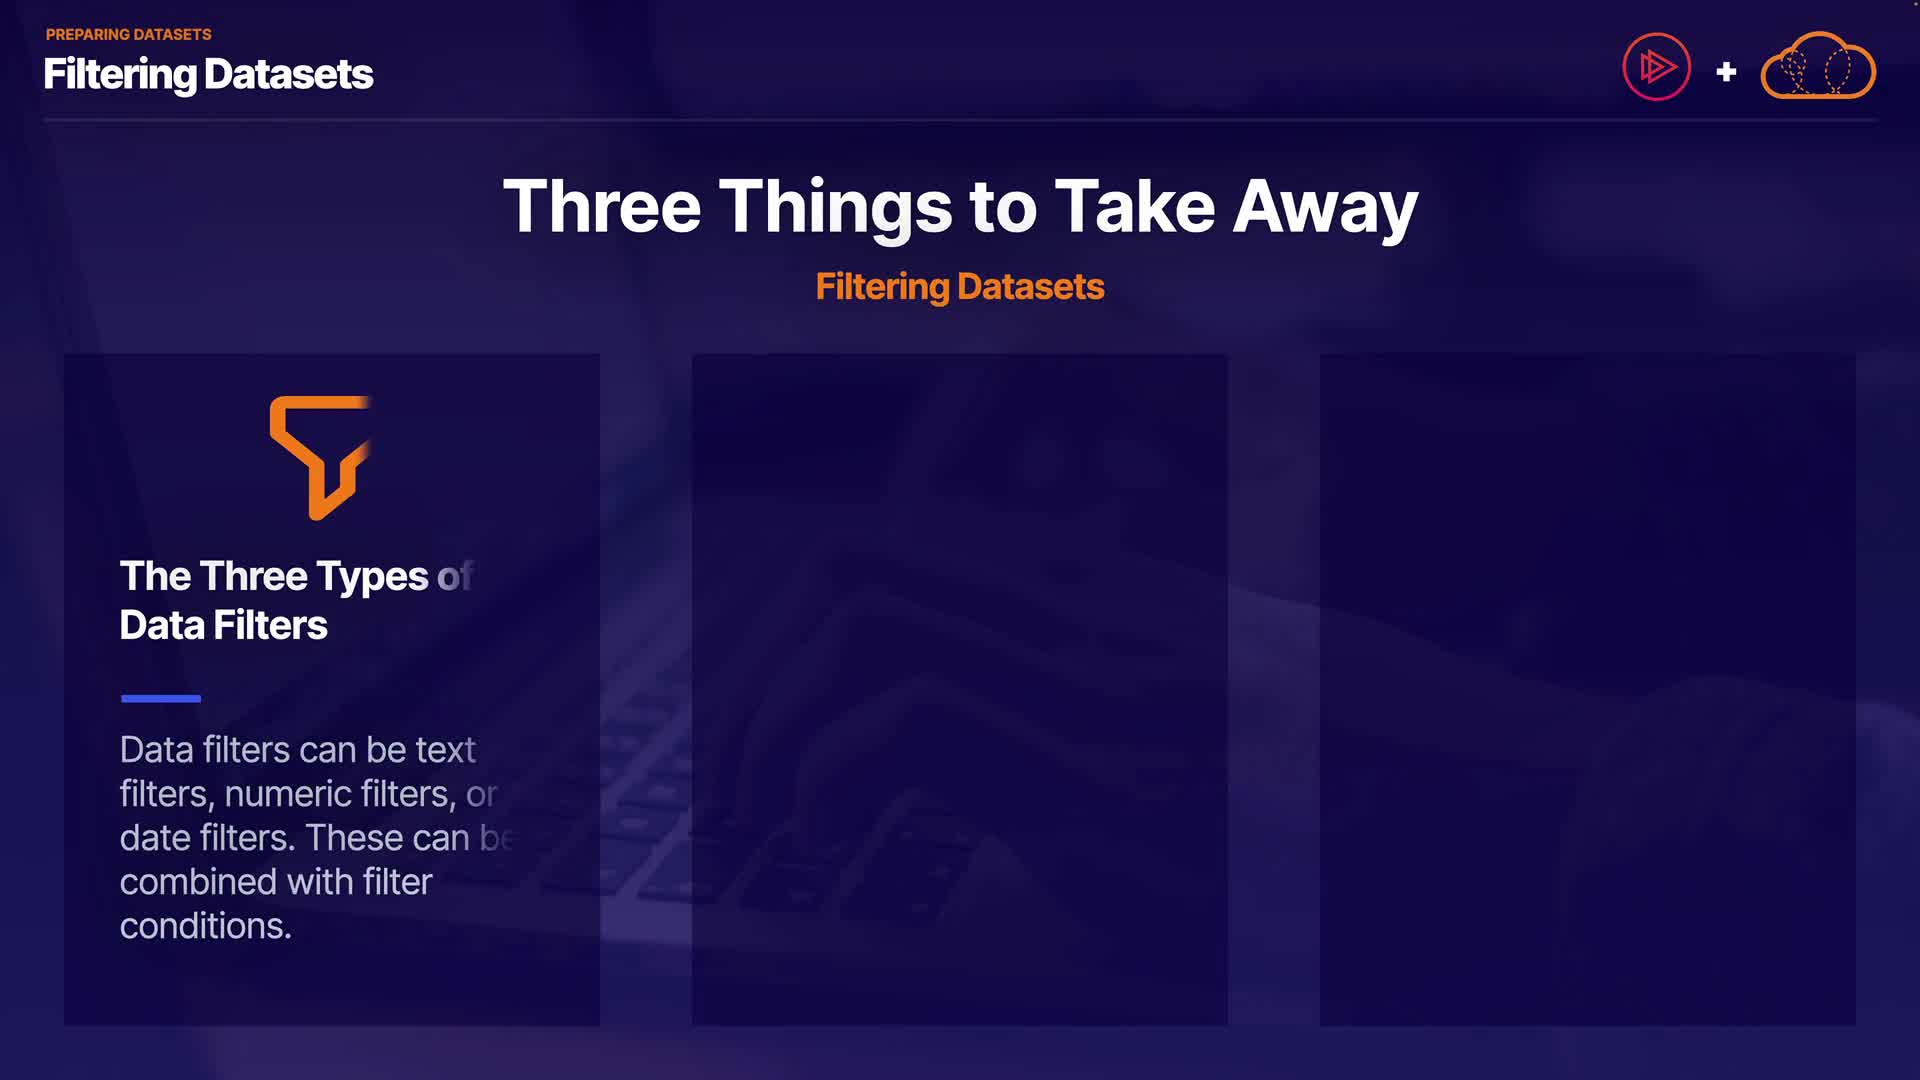 PREPARING DATASETS
Filtering Datasets
+
Three Things to Take Away
Filtering Datasets
The Three Types of
Data Filters
Data filters can be text
filters, numeric filters, or
date filters. These can be
combined with filter
conditions.